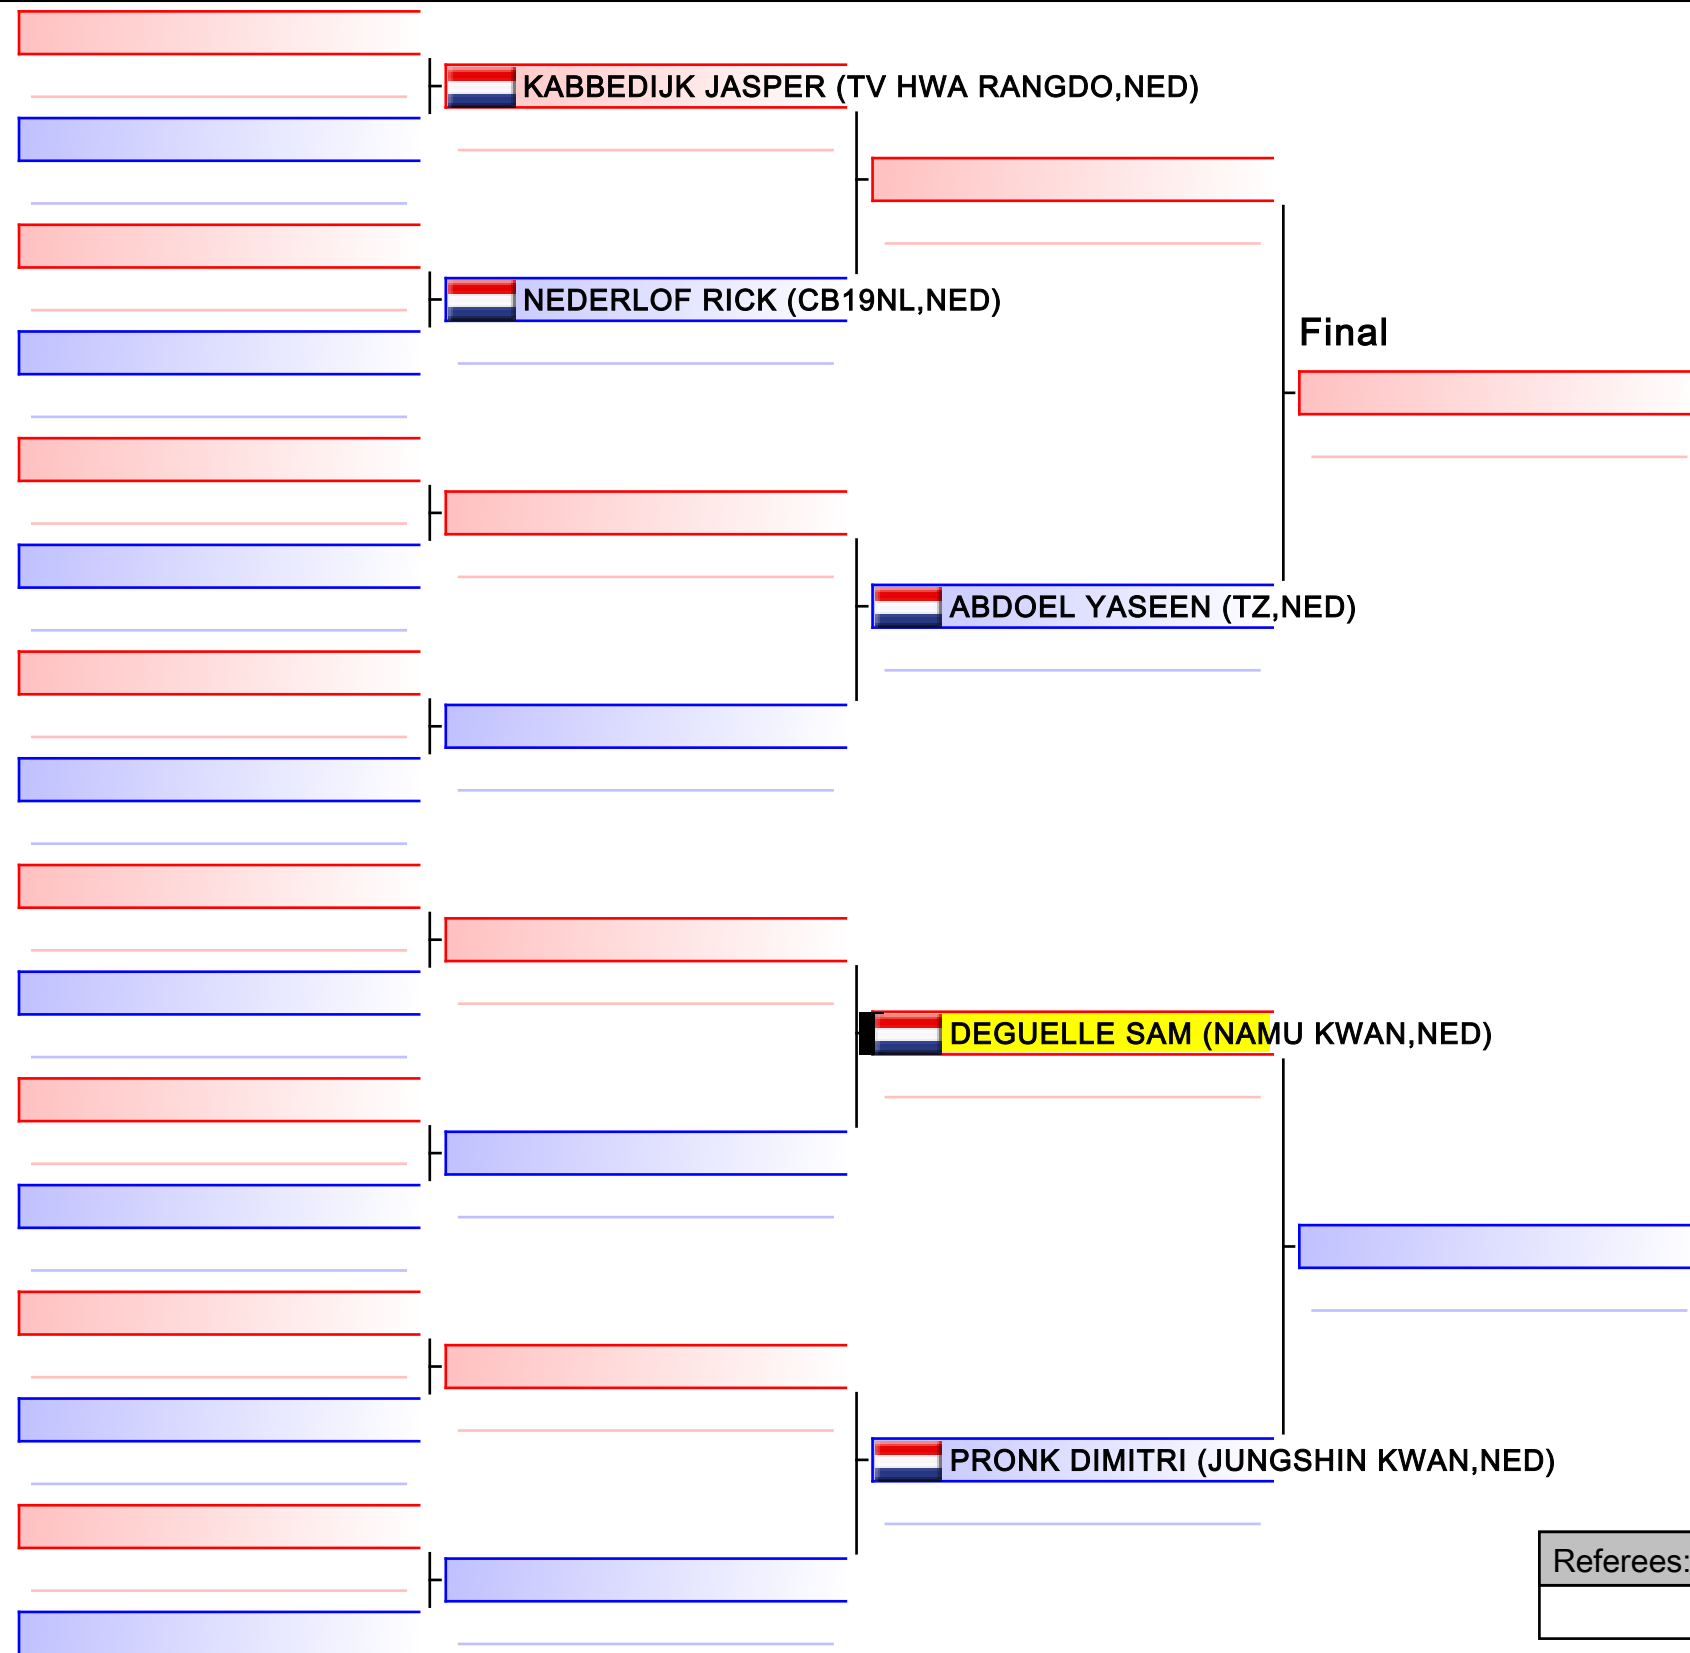 KABBEDIJK JASPER (TV HWA RANGDO,NED)
NEDERLOF RICK (CB19NL,NED)
Final
ABDOEL YASEEN (TZ,NED)
DEGUELLE SAM (NAMU KWAN,NED)
PRONK DIMITRI (JUNGSHIN KWAN,NED)
Referees: